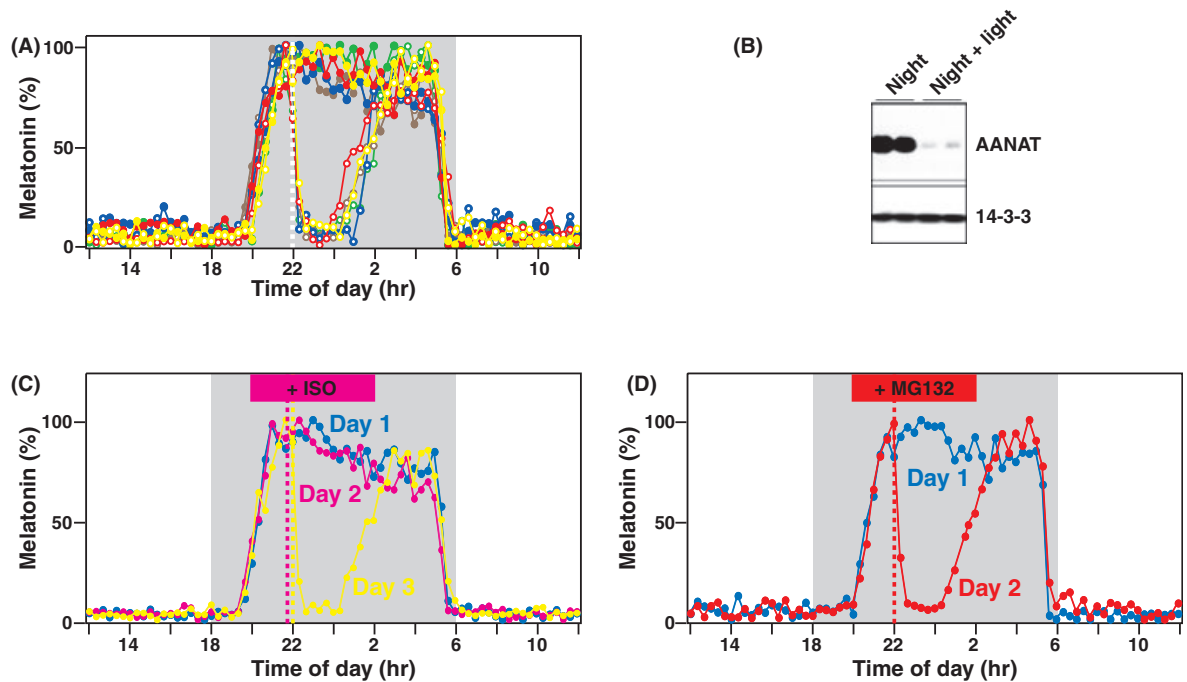 (A)
Melatonin (%)
100
50
0
14 18 22 2 6 10
Time of day (hr)
(B)
Night
Night + light
AANAT
14-3-3
(C)
+ ISO
Melatonin (%)
100
50
0
Day 1
Day 2
Day 3
14 18 22 2 6 10
Time of day (hr)
(D)
+ MG132
Melatonin (%)
100
50
0
Day 1
Day 2
14 18 22 2 6 10
Time of day (hr)